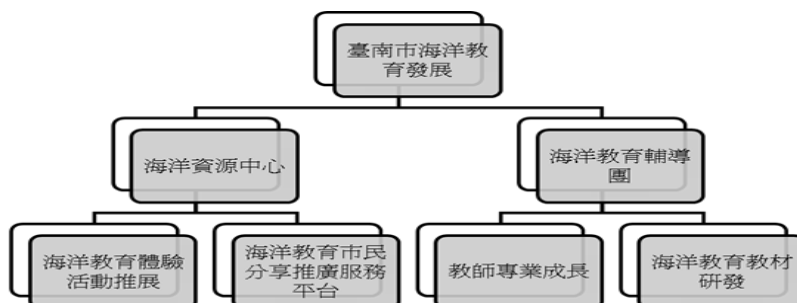 臺南市海洋教
育發展
海洋資源中心
海洋教育輔導
團
海洋教育體驗
活動推展
海洋教育市民
分享推廣服務
平台
教師專業成長
海洋教育教材
研發